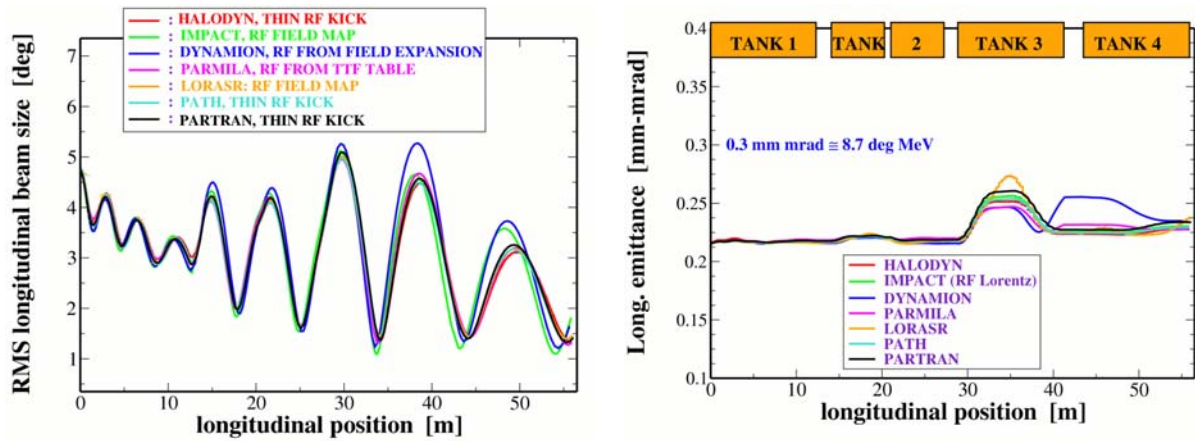 HALODYN, THIN RF KICK
: IMPACT, RF FIELD MAP
: DYNAMION, RF FROM FIELD EXPANSION
: PARMILA, RF FROM TTF TABLE
: LORASR: RF FIELD MAP
: PATH, THIN RF KICK
: PARTRAN, THIN RF KICK
RMS longitudinal beam size [deg]
7
6
5
4
3
2
1
0 10 20 30 40 50
longitudinal position [m]
TANK 1 TANK 2 TANK 3 TANK 4
0.3 mm mrad ≅ 8.7 deg MeV
Long. emittance [mm-mrad]
0.4
0.35
0.3
0.25
0.2
0.15
0.1
HALODYN
IMPACT (RF Lorentz)
DYNAMION
PARMILA
LORASR
PATH
PARTRAN
0 10 20 30 40 50
longitudinal position [m]